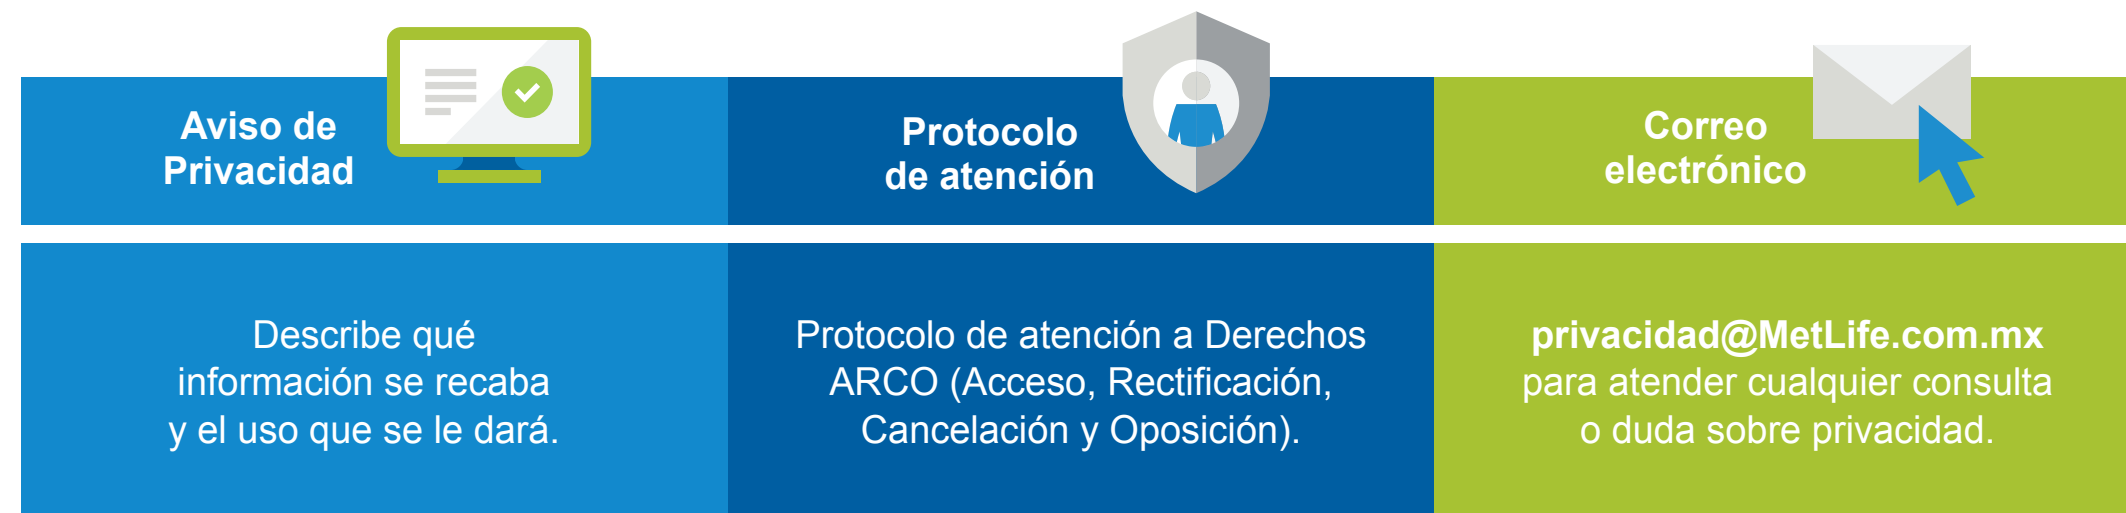 Aviso de
Privacidad
Protocolo
de atención
Correo
electrónico
Describe qué
información se recaba
y el uso que se le dará.
Protocolo de atención a Derechos
ARCO (Acceso, Rectificación,
Cancelación y Oposición).
privacidad@MetLife.com.mx
para atender cualquier consulta
o duda sobre privacidad.